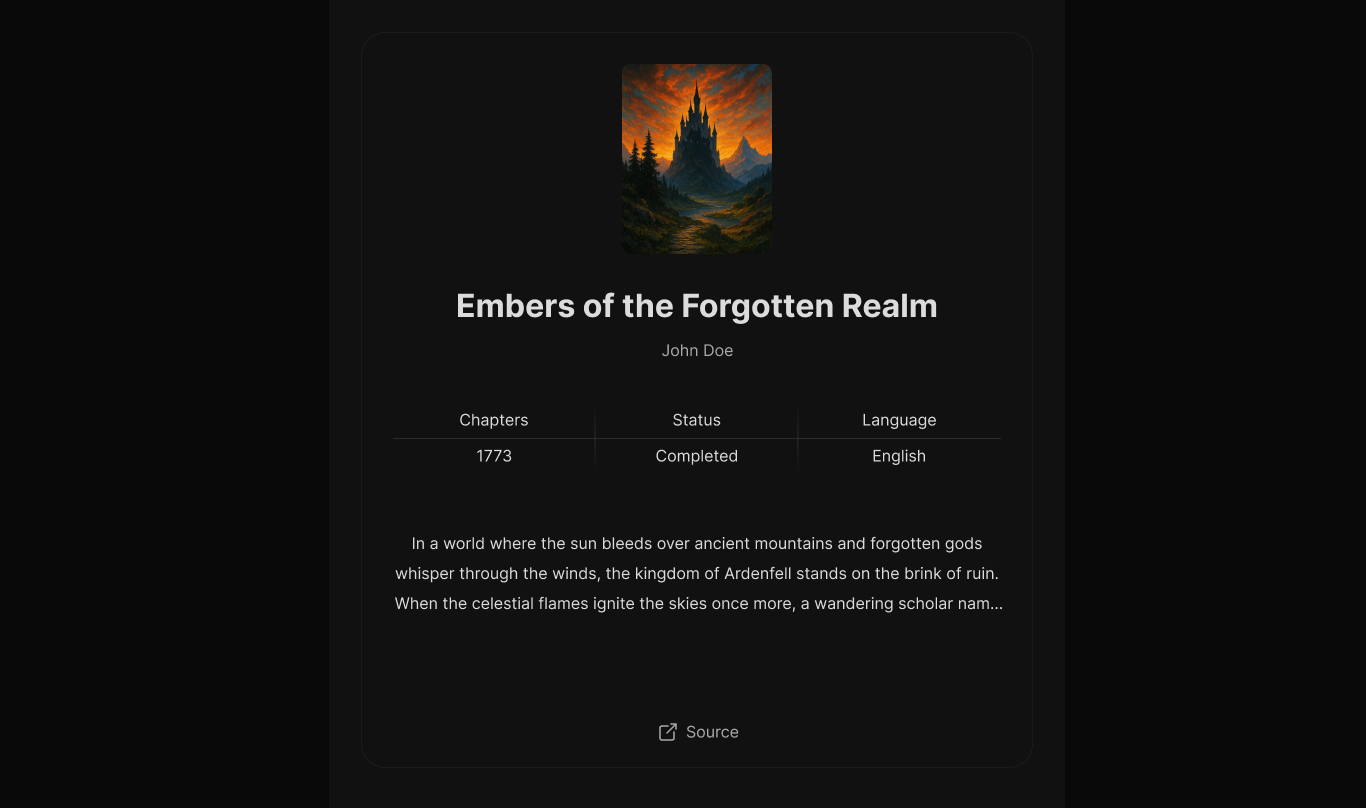 Embers of the Forgotten Realm
John Doe
Chapters Status Language
1773 Completed English
In a world where the sun bleeds over ancient mountains and forgotten gods
whisper through the winds, the kingdom of Ardenfell stands on the brink of ruin.
When the celestial flames ignite the skies once more, a wandering scholar nam...
Source